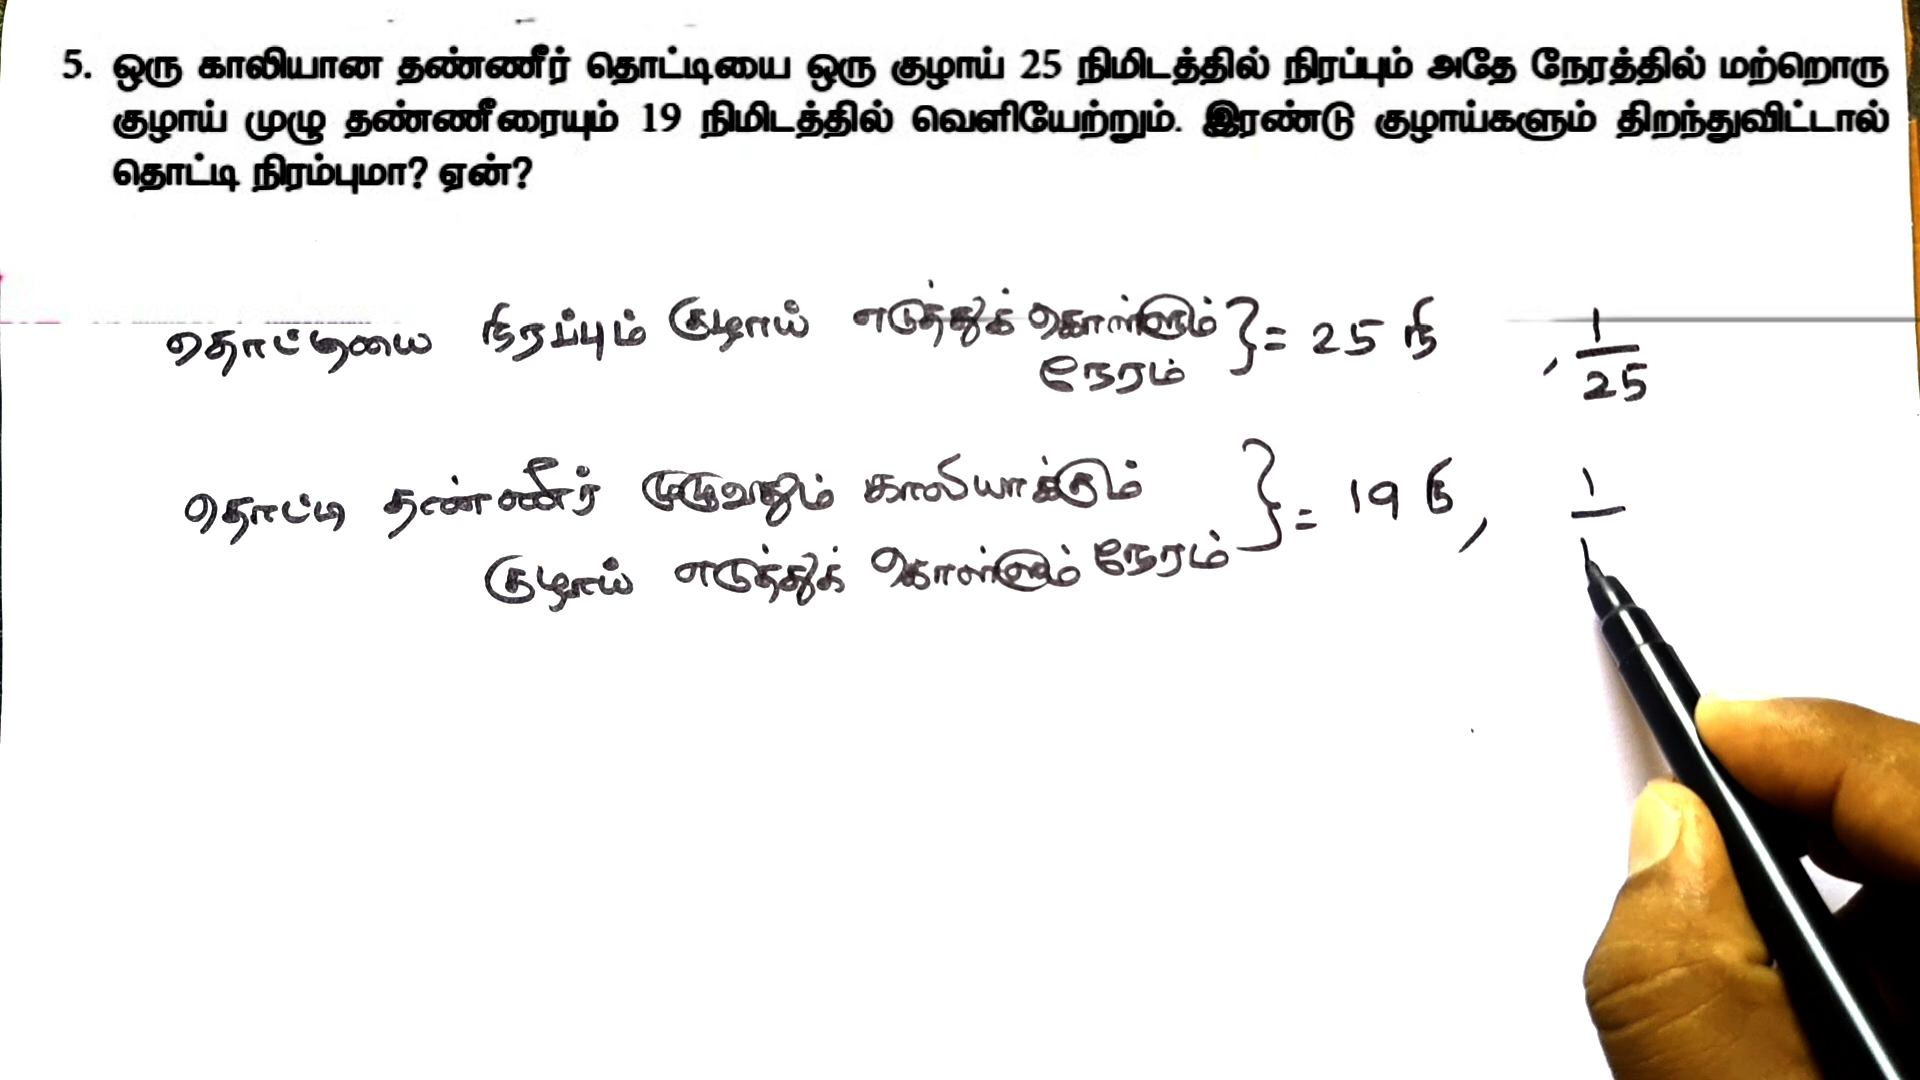 5. ஒரு காலியான தண்ணீர் தொட்டியை ஒரு குழாய் 25 நிமிடத்தில் நிரப்பும் அதே நேரத்தில் மற்றொரு
குழாய் முழு தண்ணீரையும் 19 நிமிடத்தில் வெளியேற்றும். இரண்டு குழாய்களும் திறந்துவிட்டால்
தொட்டி நிரம்புமா? ஏன்?
தொட்டியை நிரப்பும் குழாய் எடுத்துக் கொள்ளும் } = 25 நி , 1/25
நேரம்
தொட்டி தண்ணீர் முழுவதும் காலியாக்கும் } = 19 நி, 1/1
குழாய் எடுத்துக் கொள்ளும் நேரம்